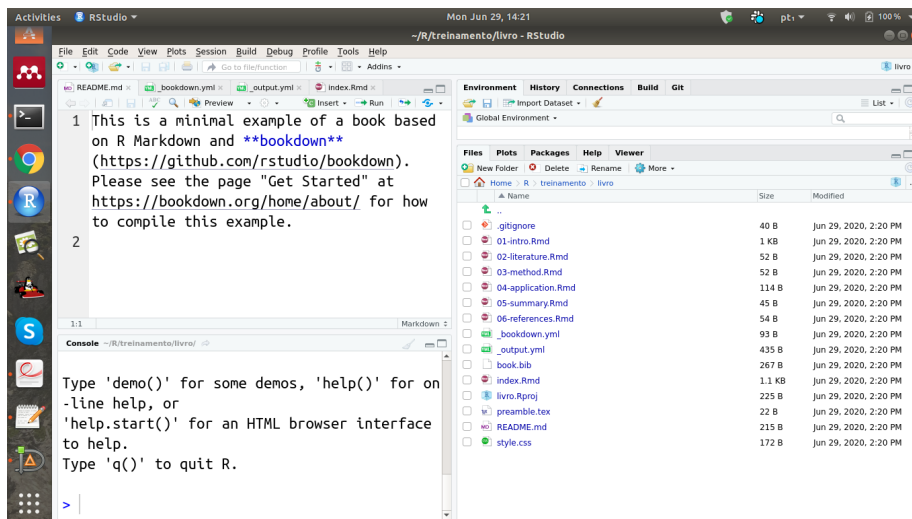 Activities
RStudio
Mon Jun 29, 14:21
pt₁
100 %
~/R/treinamento/livro - RStudio
File Edit Code View Plots Session Build Debug Profile Tools Help
Go to file/function
Addins
livro
README.md
_bookdown.yml
_output.yml
index.Rmd
Preview
Insert
Run
1 This is a minimal example of a book based
on R Markdown and **bookdown**
(https://github.com/rstudio/bookdown).
Please see the page "Get Started" at
https://bookdown.org/home/about/ for how
to compile this example.
2
1:1
Markdown
Console ~/R/treinamento/livro/
Type 'demo()' for some demos, 'help()' for on
-line help, or
'help.start()' for an HTML browser interface
to help.
Type 'q()' to quit R.
>
Environment History Connections Build Git
Import Dataset
List
Global Environment
Files Plots Packages Help Viewer
New Folder Delete Rename More
Home R treinamento livro
Name Size Modified
..
.gitignore 40 B Jun 29, 2020, 2:20 PM
01-intro.Rmd 1 KB Jun 29, 2020, 2:20 PM
02-literature.Rmd 52 B Jun 29, 2020, 2:20 PM
03-method.Rmd 52 B Jun 29, 2020, 2:20 PM
04-application.Rmd 114 B Jun 29, 2020, 2:20 PM
05-summary.Rmd 45 B Jun 29, 2020, 2:20 PM
06-references.Rmd 54 B Jun 29, 2020, 2:20 PM
_bookdown.yml 93 B Jun 29, 2020, 2:20 PM
_output.yml 435 B Jun 29, 2020, 2:20 PM
book.bib 267 B Jun 29, 2020, 2:20 PM
index.Rmd 1.1 KB Jun 29, 2020, 2:20 PM
livro.Rproj 225 B Jun 29, 2020, 2:20 PM
preamble.tex 22 B Jun 29, 2020, 2:20 PM
README.md 215 B Jun 29, 2020, 2:20 PM
style.css 172 B Jun 29, 2020, 2:20 PM